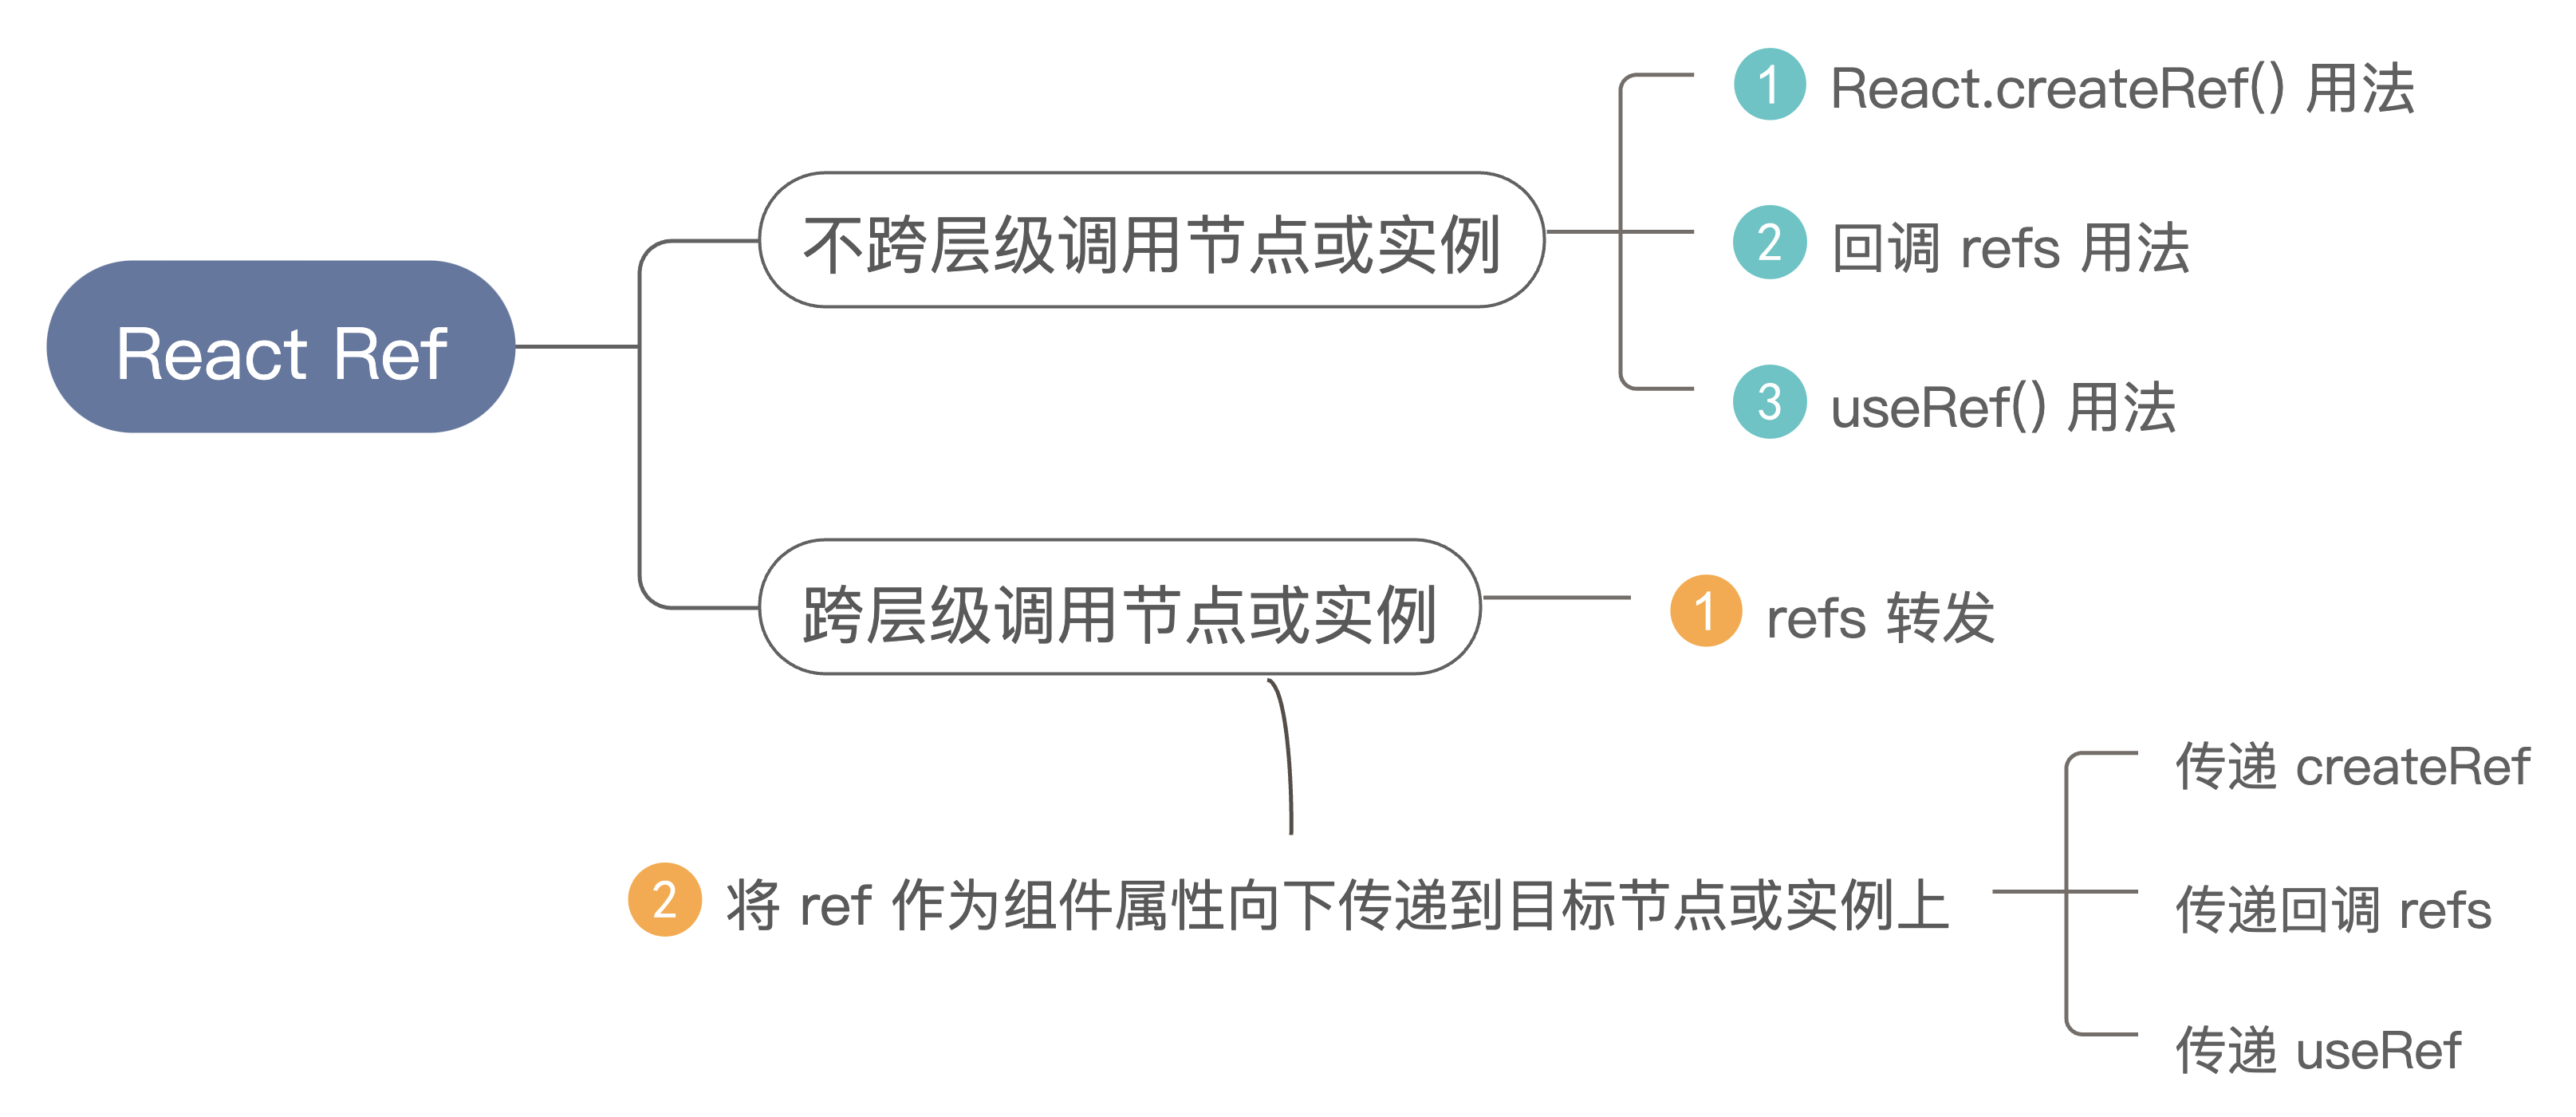 React Ref
不跨层级调用节点或实例
1 React.createRef() 用法
2 回调 refs 用法
3 useRef() 用法
跨层级调用节点或实例
1 refs 转发
2 将 ref 作为组件属性向下传递到目标节点或实例上
传递 createRef
传递回调 refs
传递 useRef